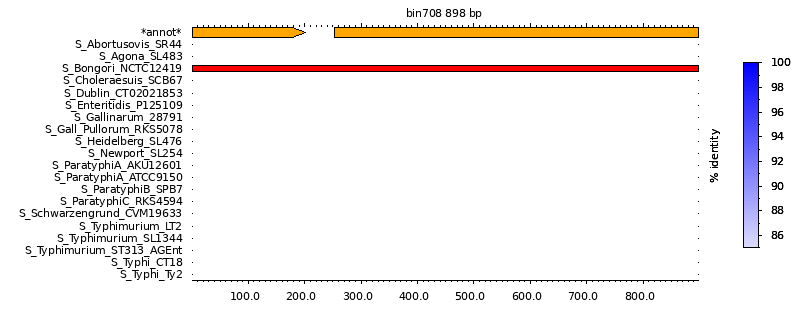 bin708 898 bp
*annot*
S_Abortusovis_SR44
S_Agona_SL483
S_Bongori_NCTC12419
S_Choleraesuis_SCB67
S_Dublin_CT02021853
S_Enteritidis_P125109
S_Gallinarum_28791
S_Gall_Pullorum_RKS5078
S_Heidelberg_SL476
S_Newport_SL254
S_ParatyphiA_AKU12601
S_ParatyphiA_ATCC9150
S_ParatyphiB_SPB7
S_ParatyphiC_RKS4594
S_Schwarzengrund_CVM19633
S_Typhimurium_LT2
S_Typhimurium_SL1344
S_Typhimurium_ST313_AGEnt
S_Typhi_CT18
S_Typhi_Ty2
100.0 200.0 300.0 400.0 500.0 600.0 700.0 800.0
% identity
100
98
96
94
92
90
88
86